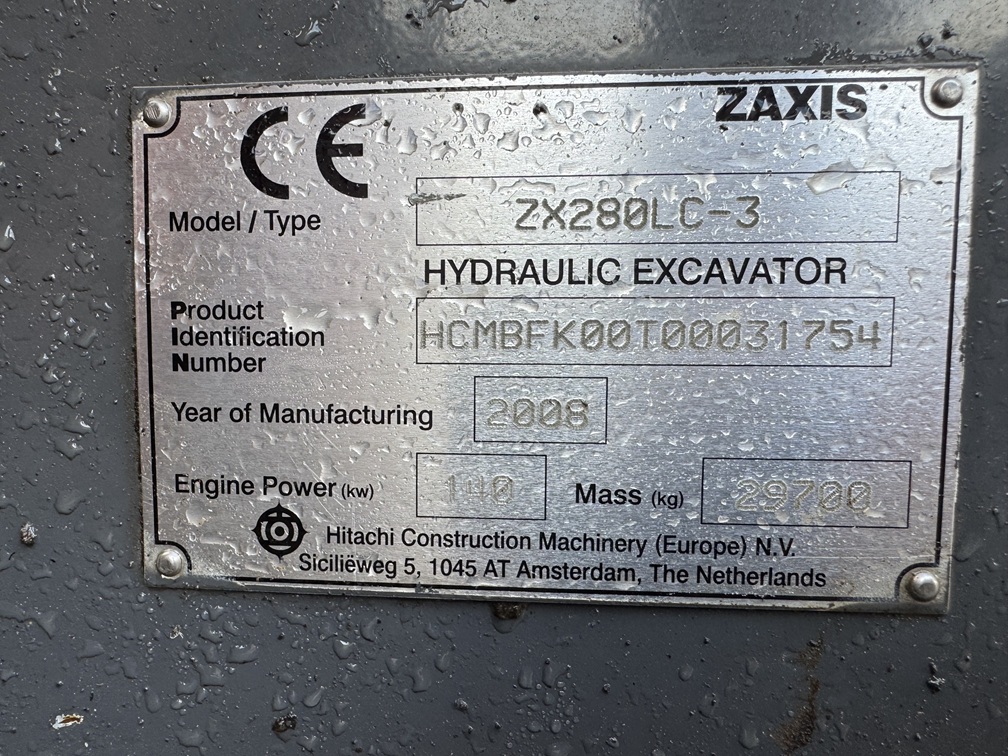 CE
ZAXIS
Model / Type ZX280LC-3
HYDRAULIC EXCAVATOR
Product
Identification HCMBFK00T00031754
Number
Year of Manufacturing 2008
Engine Power (kw) 140 Mass (kg) 29700
Hitachi Construction Machinery (Europe) N.V.
Siciliëweg 5, 1045 AT Amsterdam, The Netherlands